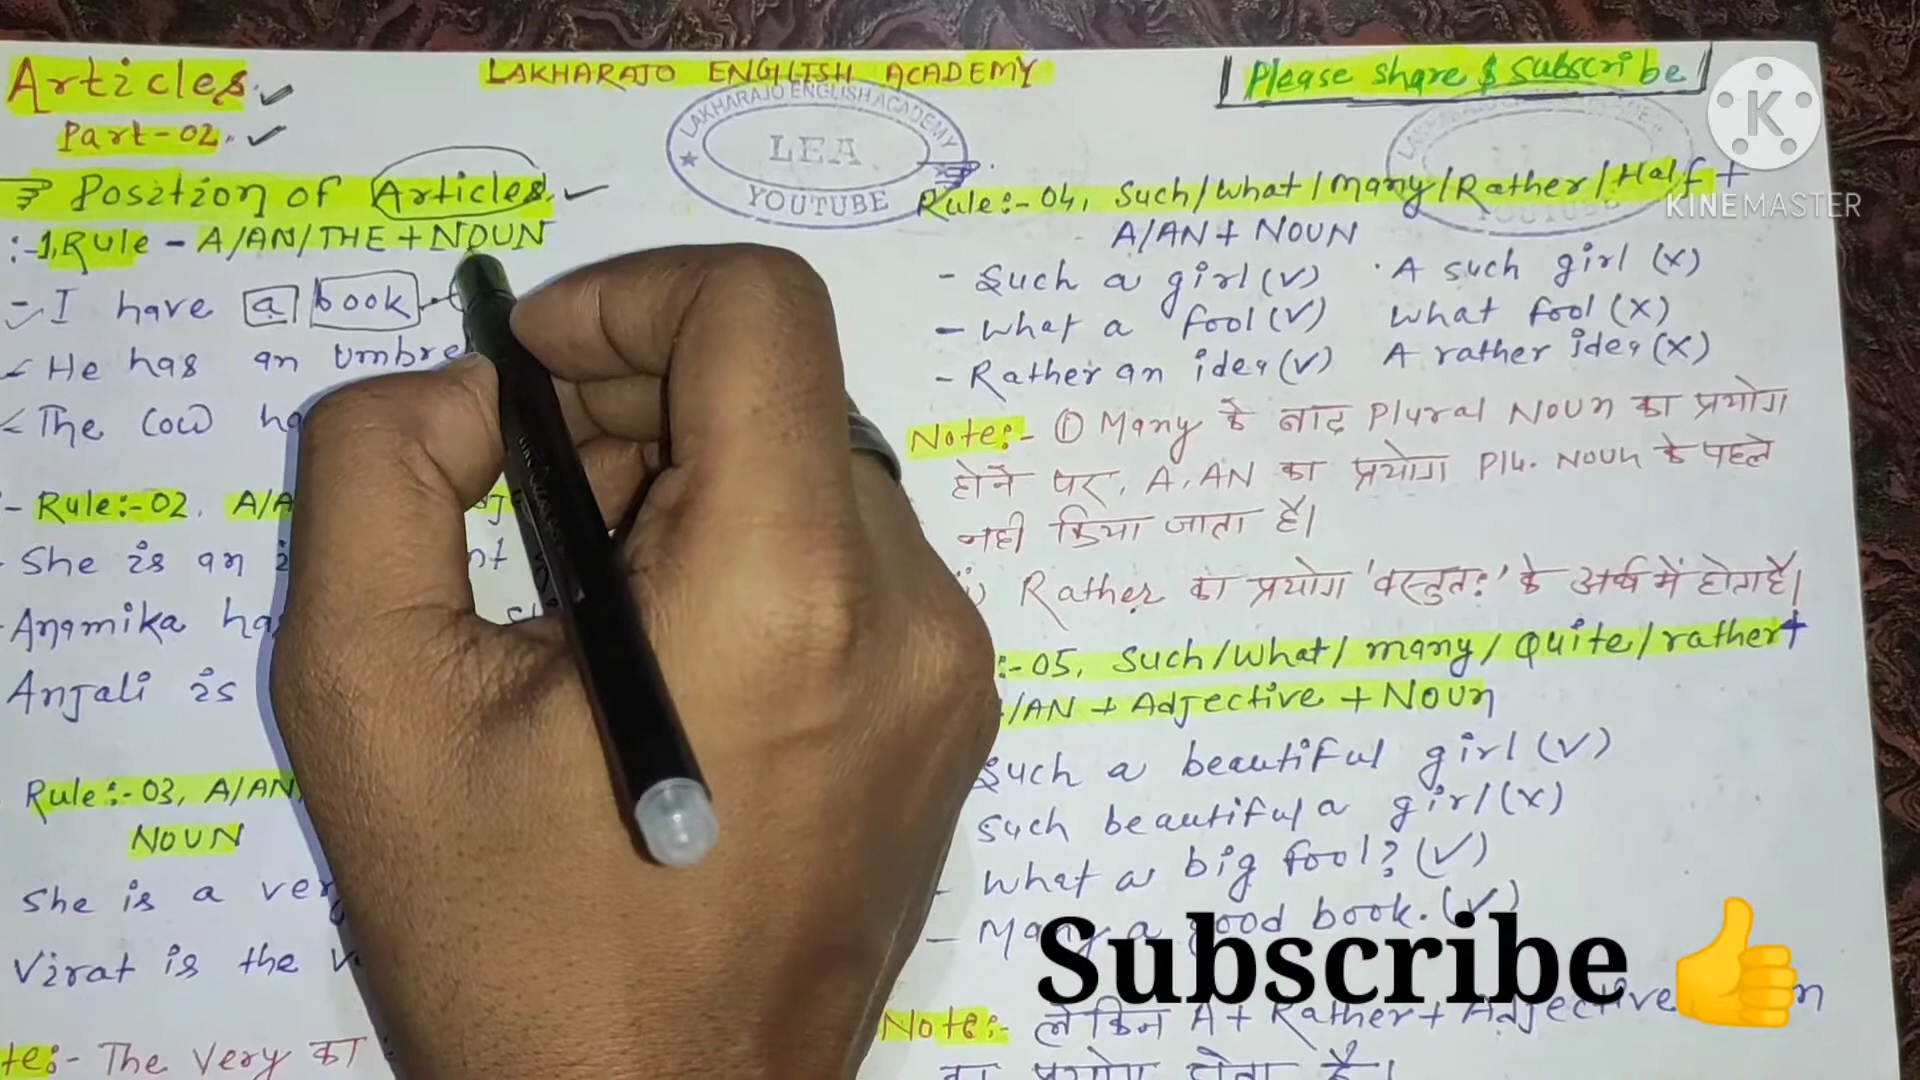 Articles.
Part-02.
LAKHARAJO ENGLISH ACADEMY
Please share & subscribe
KINEMASTER
LAKHARAJO ENGLISH ACADEMY
LEA
YOUTUBE
Position of Articles.
:-1, Rule - A/AN/THE + NOUN
- I have a book.
He has an
The Cow
- Rule:-02. A/A
She is an
Anamika
Anjali is
Rule:-03, A/AN
NOUN
She is a
Virat is the
The Very का
Rule:-04, Such/what/many/Rather/Half +
A/AN + NOUN
- Such a girl (✓) A such girl (x)
- What a fool (✓) What fool (x)
- Rather an idea (✓) A rather idea (x)
Note:- ① Many के बाद Plural Noun का प्रयोग
होने पर, A, AN का प्रयोग Plu. Noun के पहले
नही किया जाता है।
Rather का प्रयोग 'वस्तुतः' के अर्थ में होता है।
:-05, Such/what/many/Quite/rather+
/AN + Adjective + Noun
Such a beautiful girl (✓)
Such beautiful a girl (x)
- What a big fool? (✓)
- Many a good book. (✓)
Subscribe
Note:- लेकिन A + Rather + Adjective
का प्रयोग होता है।